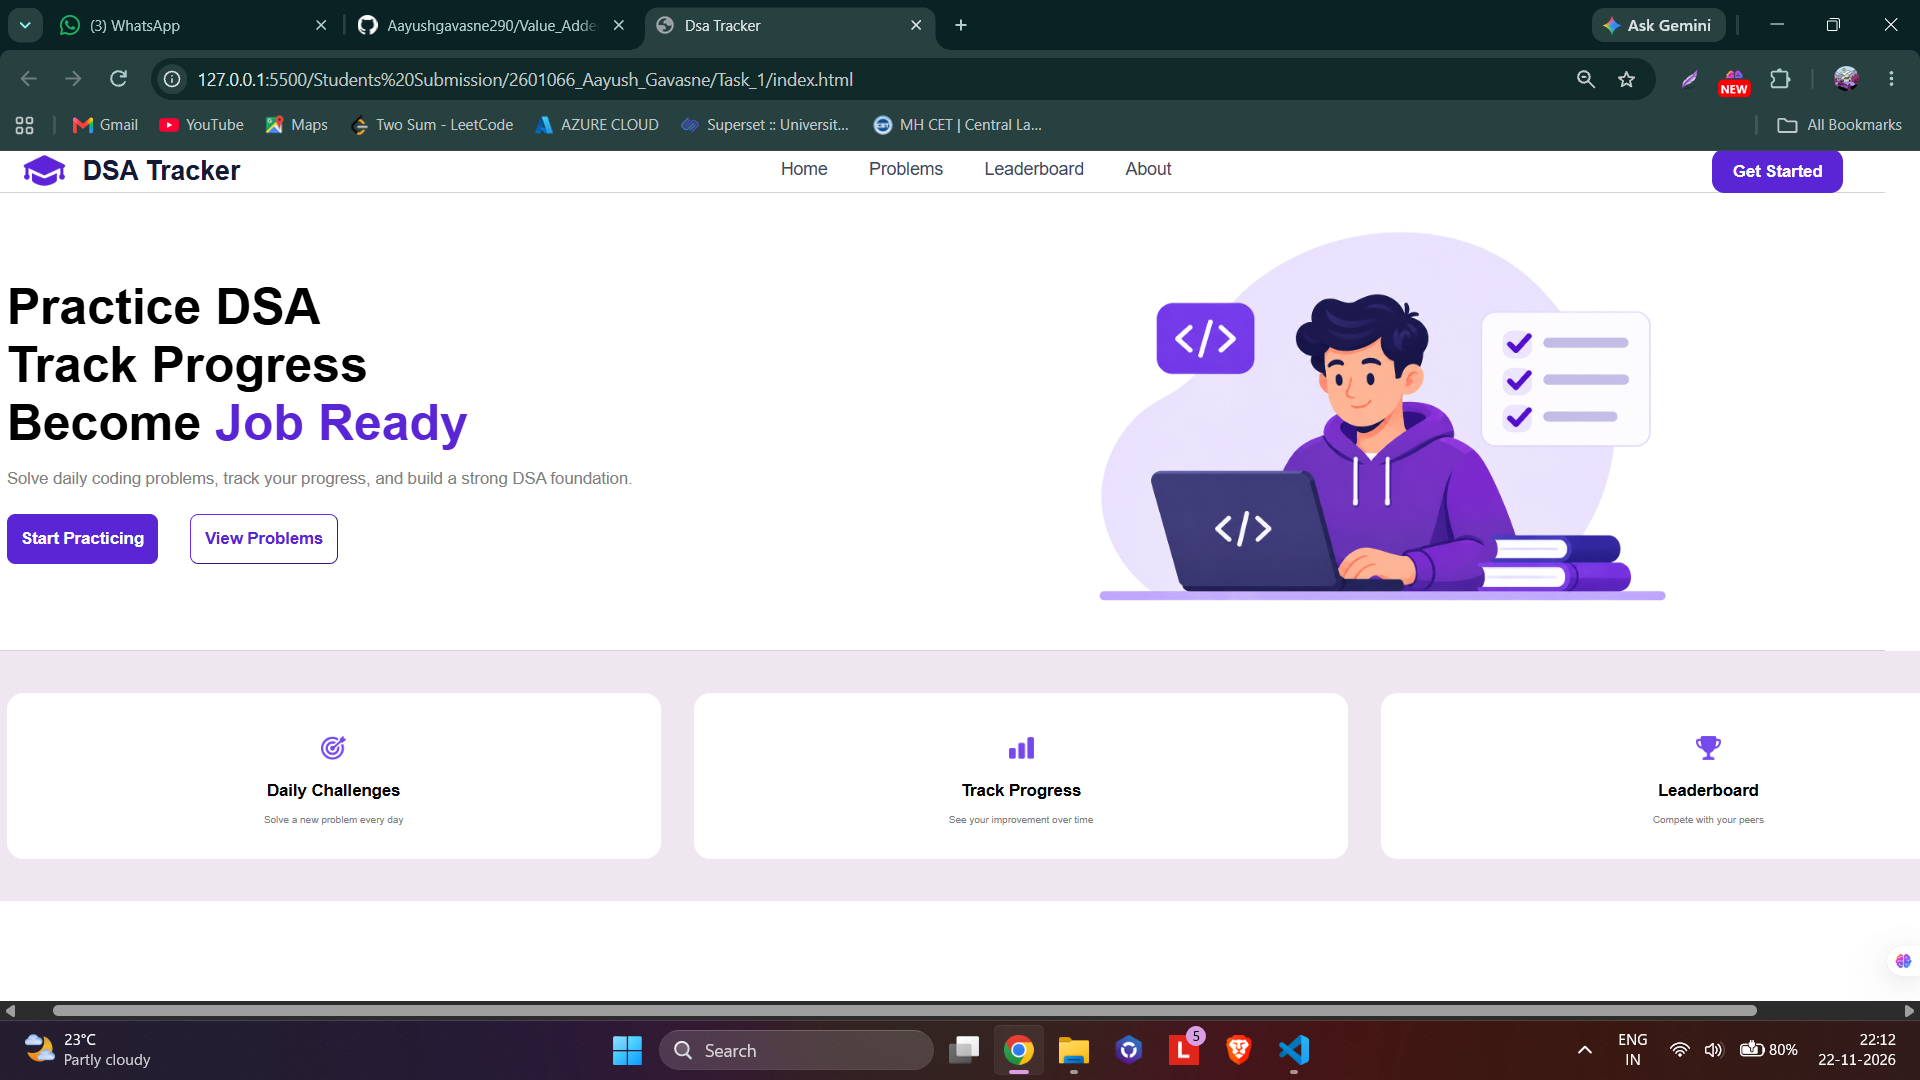 (3) WhatsApp
Aayushgavasne290/Value_Adde
Dsa Tracker
Ask Gemini
127.0.0.1:5500/Students%20Submission/2601066_Aayush_Gavasne/Task_1/index.html
NEW
Gmail
YouTube
Maps
Two Sum - LeetCode
AZURE CLOUD
Superset :: Universit...
MH CET | Central La...
All Bookmarks
DSA Tracker
Home
Problems
Leaderboard
About
Get Started
Practice DSA
Track Progress
Become Job Ready
Solve daily coding problems, track your progress, and build a strong DSA foundation.
Start Practicing
View Problems
</>
</>
Daily Challenges
Solve a new problem every day
Track Progress
See your improvement over time
Leaderboard
Compete with your peers
23°C
Partly cloudy
Search
L
5
ENG
IN
80%
22:12
22-11-2026